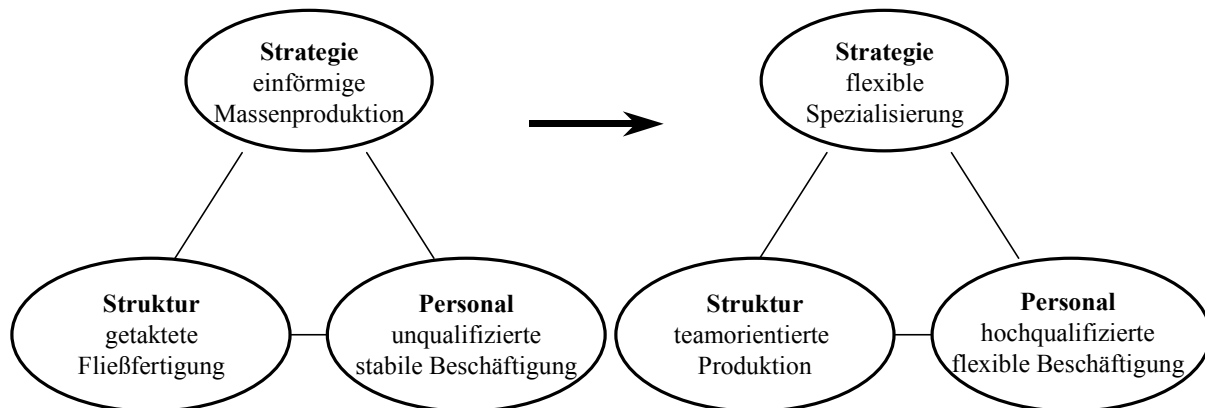 Strategie
einförmige
Massenproduktion
Strategie
flexible
Spezialisierung
Struktur
getaktete
Fließfertigung
Personal
unqualifizierte
stabile Beschäftigung
Struktur
teamorientierte
Produktion
Personal
hochqualifizierte
flexible Beschäftigung